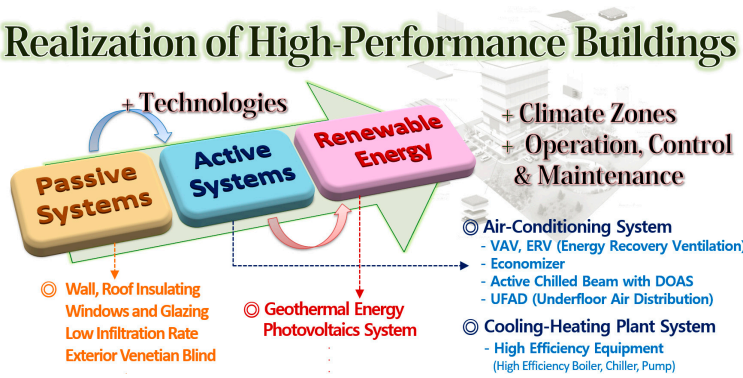 Realization of High-Performance Buildings
+ Technologies
Passive
Systems
Active
Systems
Renewable
Energy
+ Climate Zones
+ Operation, Control
& Maintenance
◎ Wall, Roof Insulating
Windows and Glazing
Low Infiltration Rate
Exterior Venetian Blind
◎ Geothermal Energy
Photovoltaics System
◎ Air-Conditioning System
- VAV, ERV (Energy Recovery Ventilation)
- Economizer
- Active Chilled Beam with DOAS
- UFAD (Underfloor Air Distribution)
◎ Cooling-Heating Plant System
- High Efficiency Equipment
(High Efficiency Boiler, Chiller, Pump)